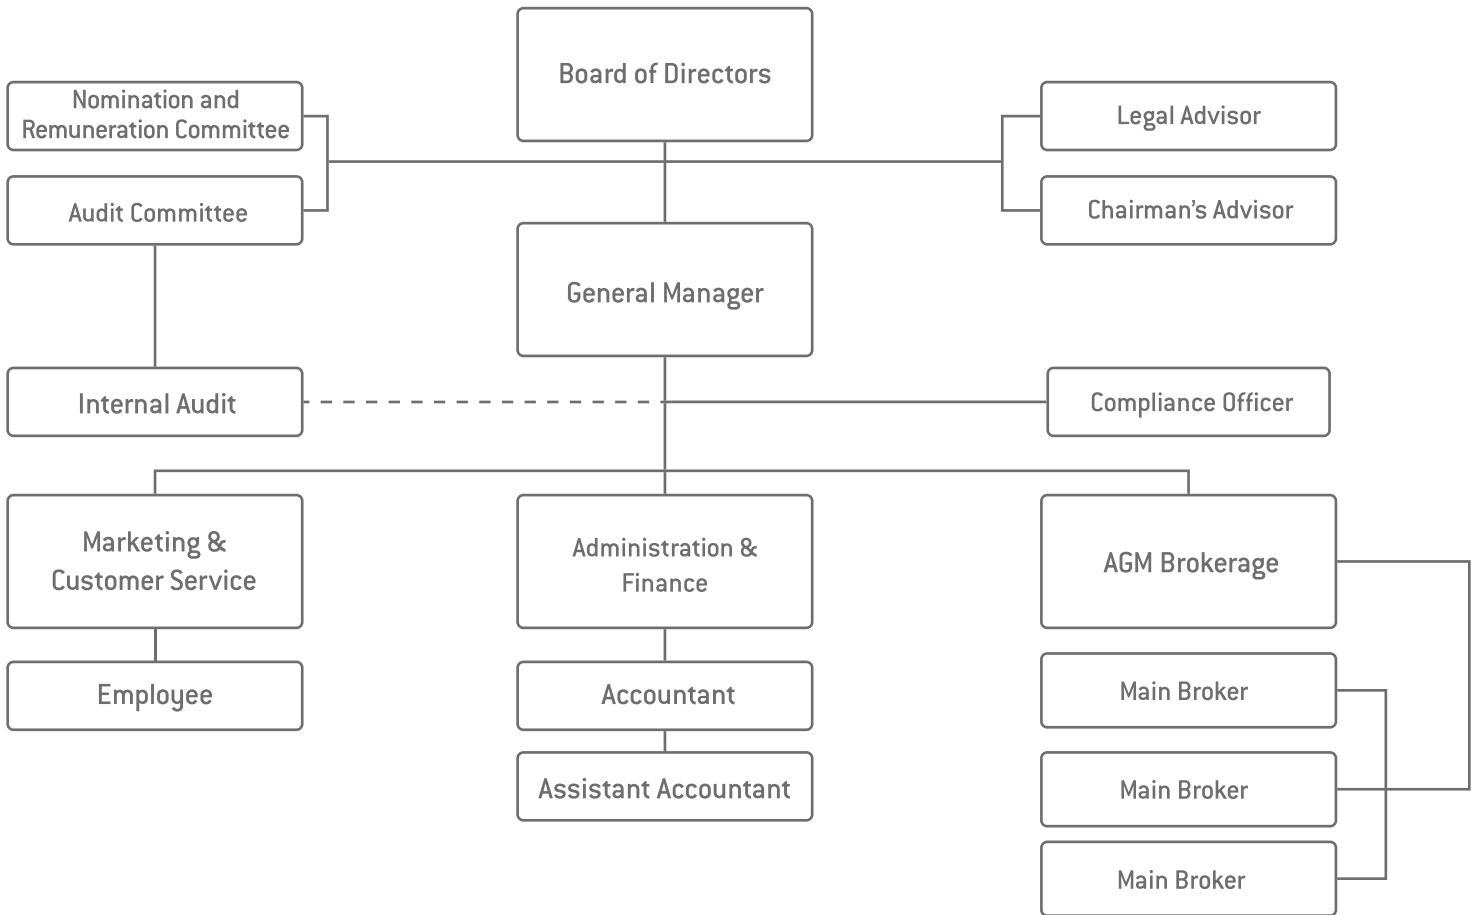 Board of Directors
Nomination and
Remuneration Committee
Legal Advisor
Audit Committee
Chairman’s Advisor
General Manager
Internal Audit
Compliance Officer
Marketing &
Customer Service
Administration &
Finance
AGM Brokerage
Employee
Accountant
Main Broker
Assistant Accountant
Main Broker
Main Broker